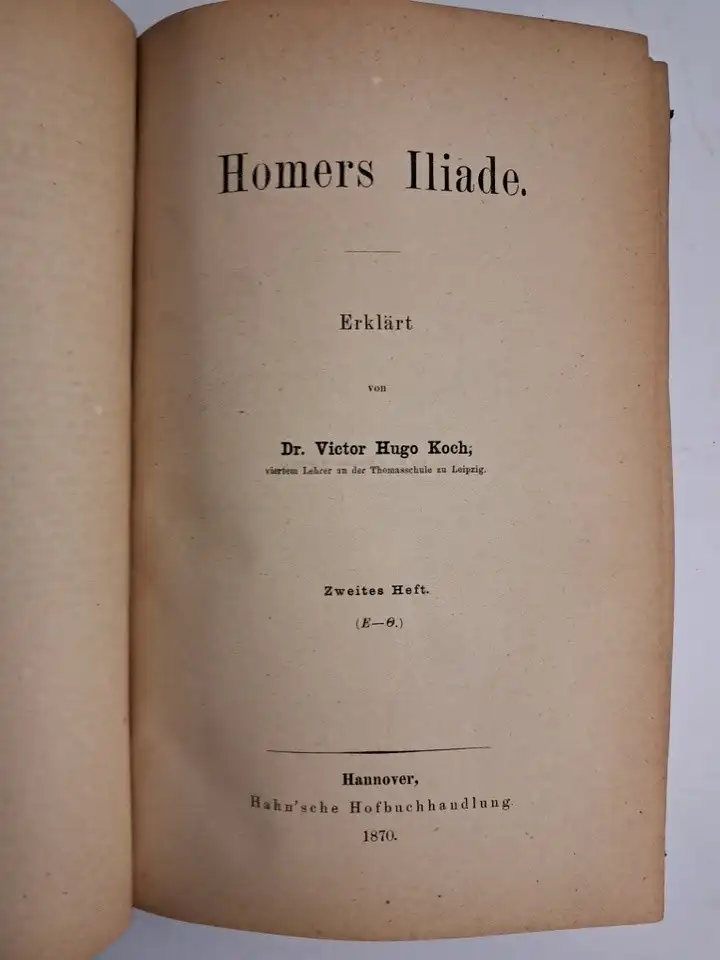 Homers Iliade.
Erklärt
von
Dr. Victor Hugo Koch,
viertem Lehrer an der Thomasschule zu Leipzig.
Zweites Heft.
(E—Θ.)
Hannover,
Hahn'sche Hofbuchhandlung.
1870.